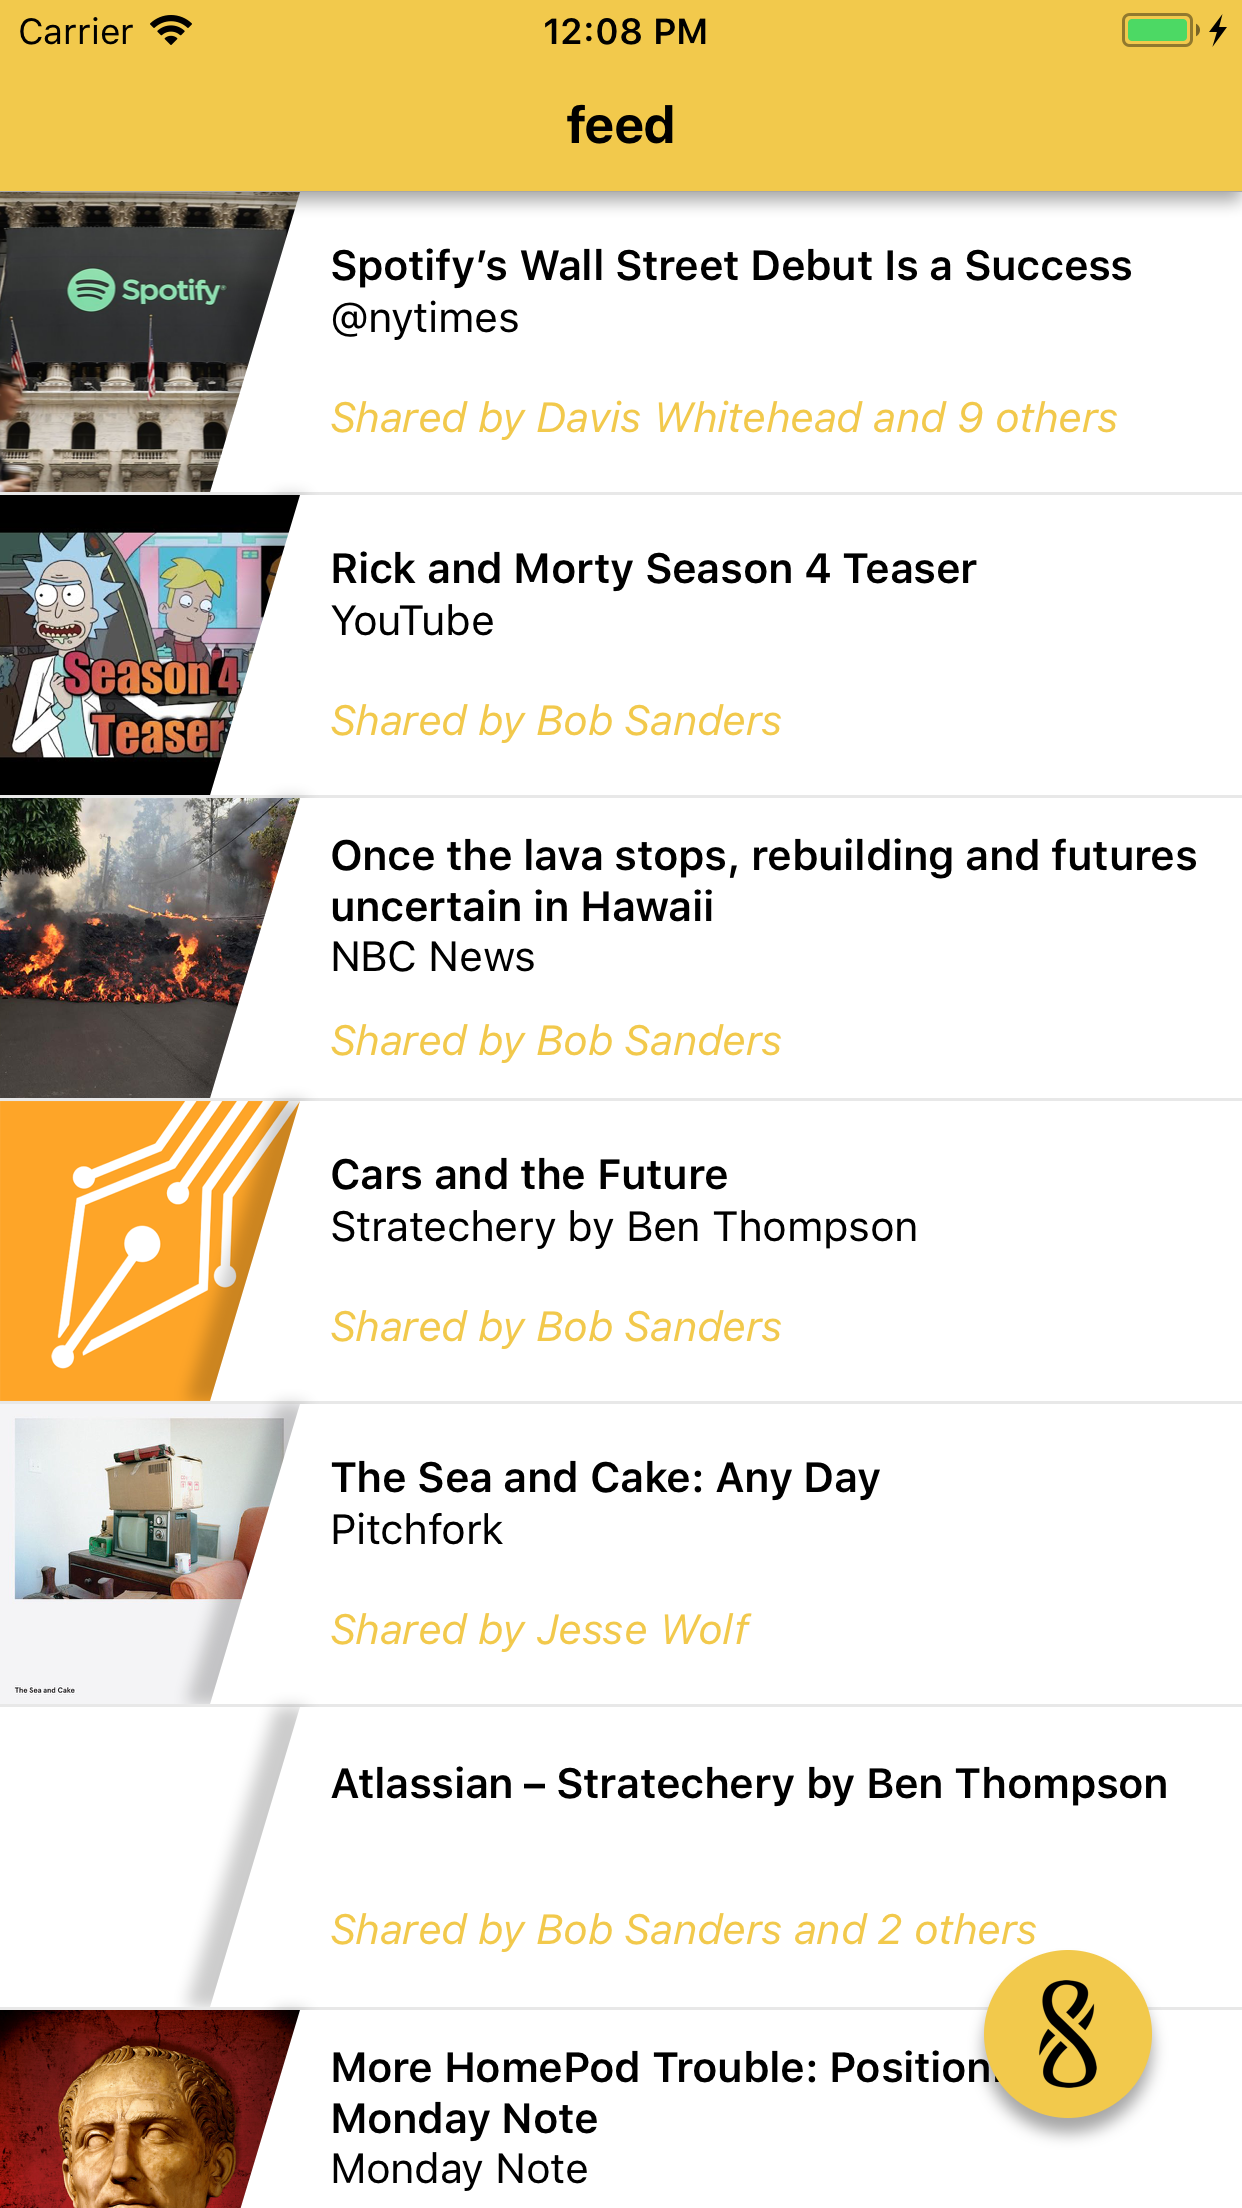 Carrier
12:08 PM
feed
Spotify
Spotify’s Wall Street Debut Is a Success
@nytimes
Shared by Davis Whitehead and 9 others
Season 4
Teaser
Rick and Morty Season 4 Teaser
YouTube
Shared by Bob Sanders
Once the lava stops, rebuilding and futures
uncertain in Hawaii
NBC News
Shared by Bob Sanders
Cars and the Future
Stratechery by Ben Thompson
Shared by Bob Sanders
The Sea and Cake
The Sea and Cake: Any Day
Pitchfork
Shared by Jesse Wolf
Atlassian – Stratechery by Ben Thompson
Shared by Bob Sanders and 2 others
8
More HomePod Trouble: Position
Monday Note
Monday Note